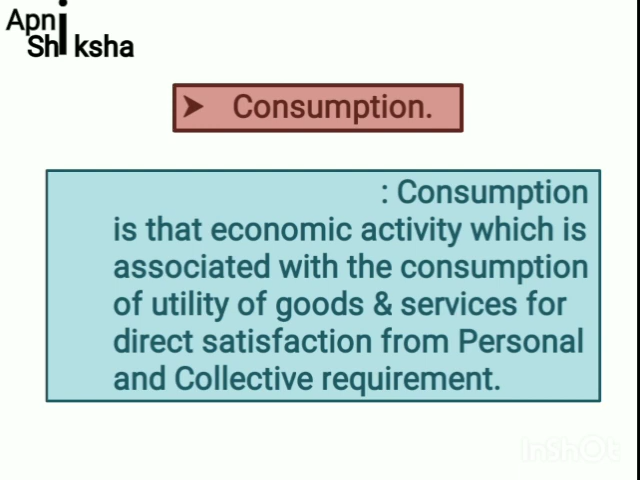 Apni
Shiksha
➤ Consumption.
: Consumption
is that economic activity which is
associated with the consumption
of utility of goods & services for
direct satisfaction from Personal
and Collective requirement.
InShOt